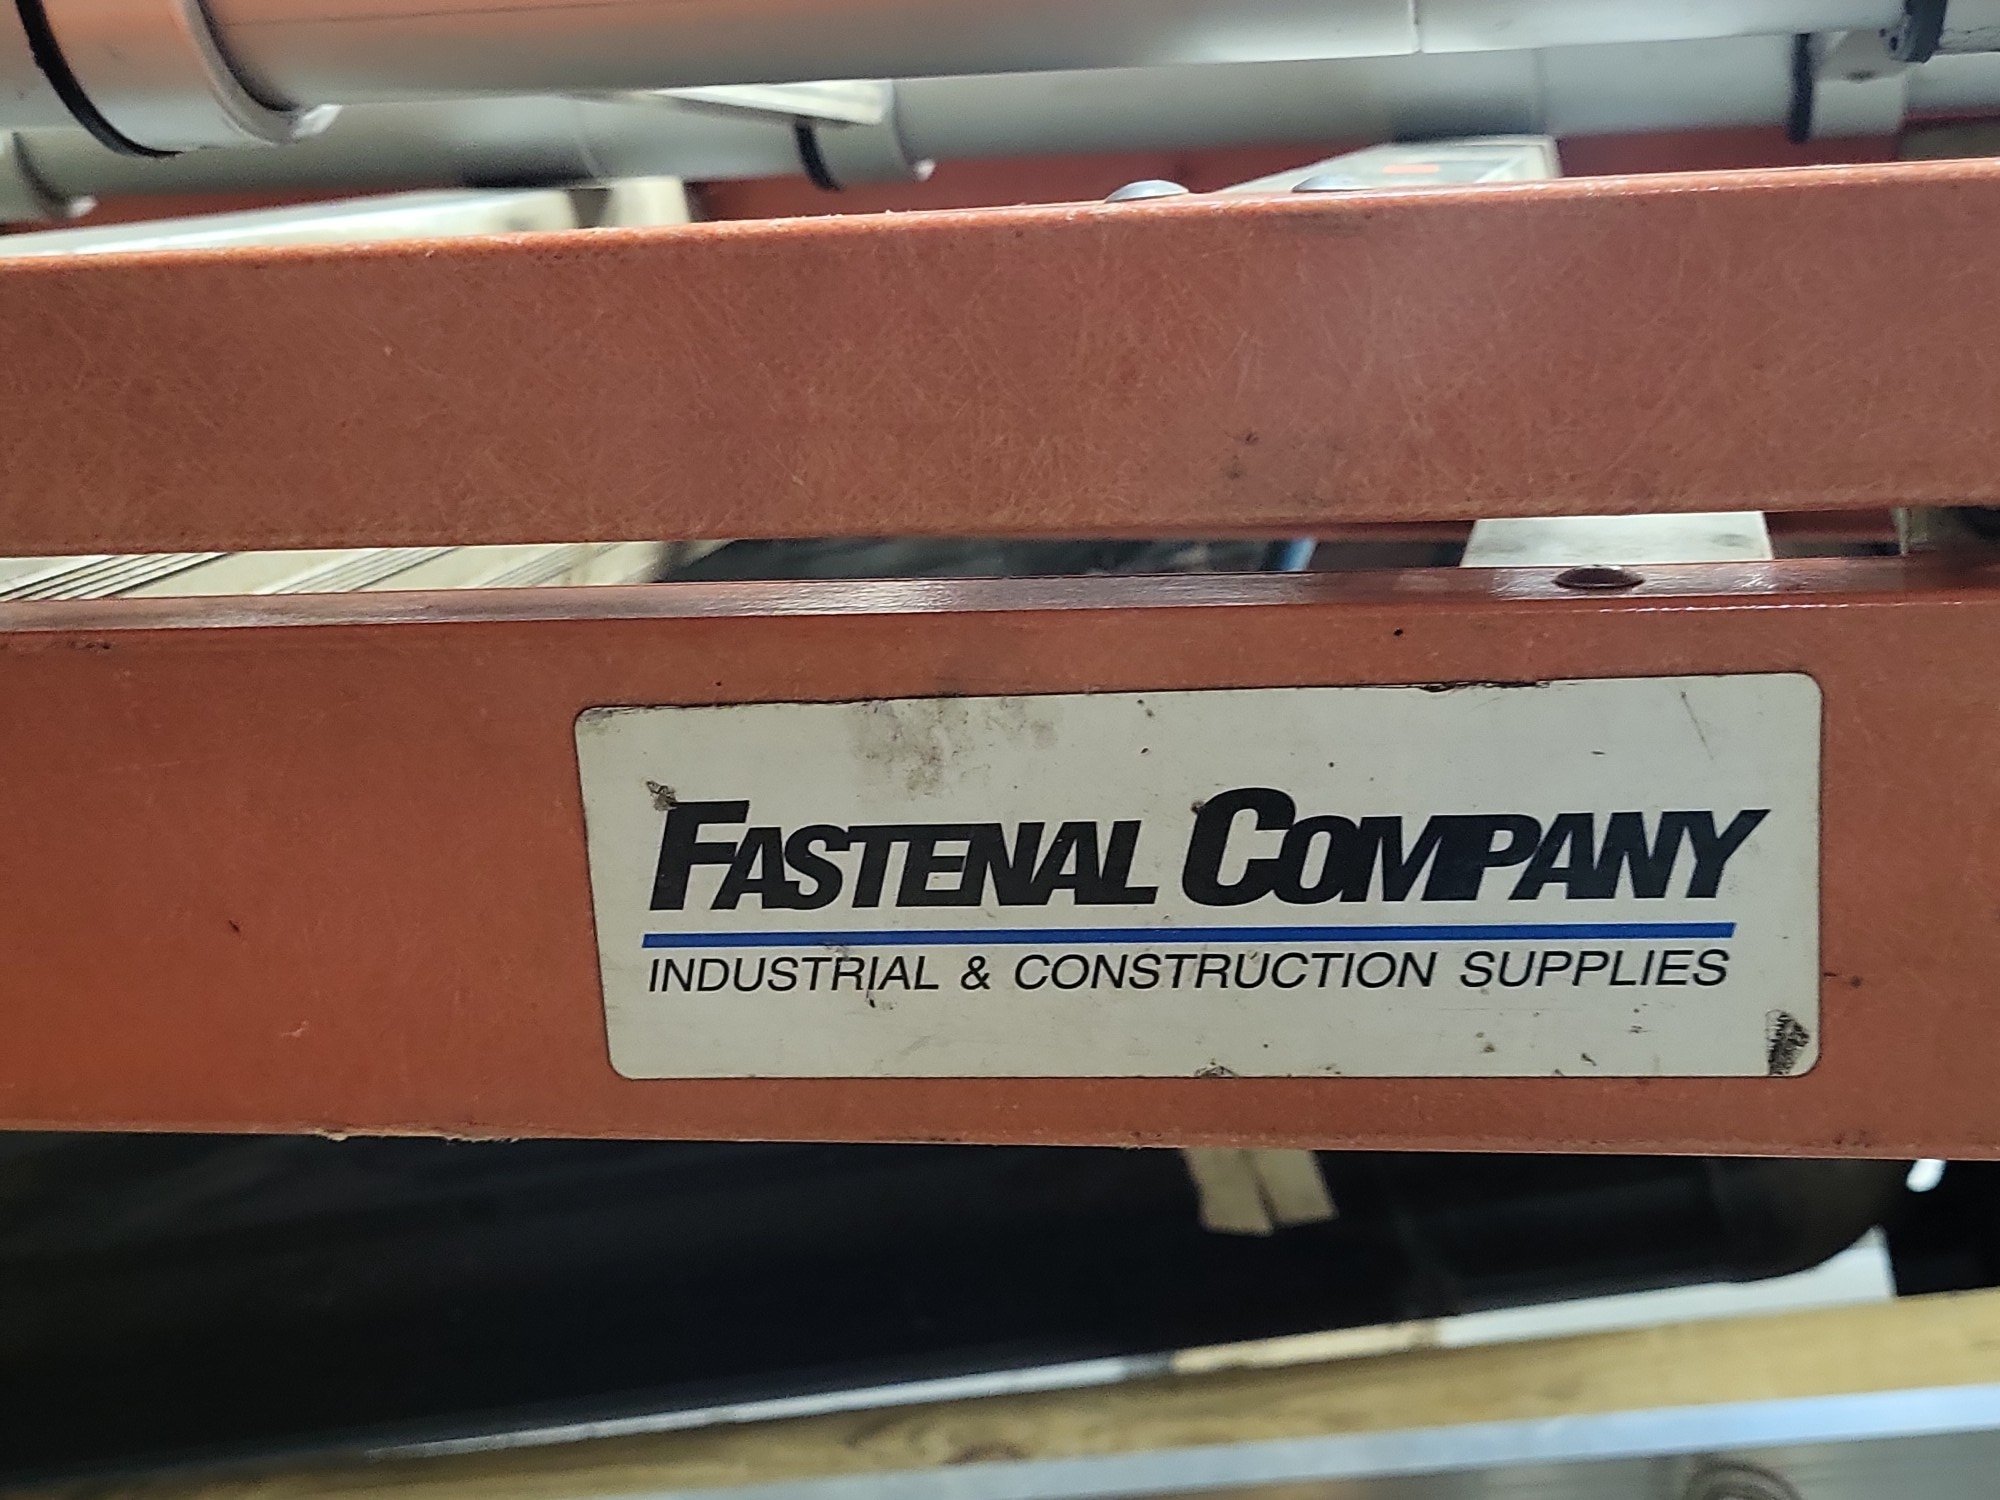 FASTENAL COMPANY
INDUSTRIAL & CONSTRUCTION SUPPLIES